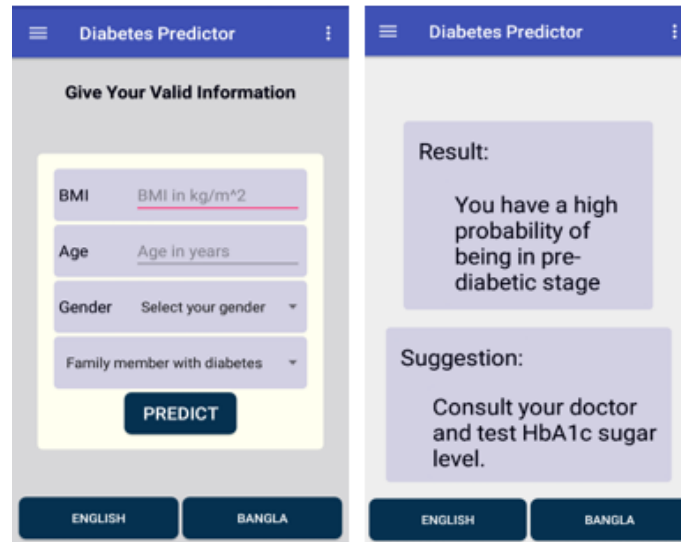 Diabetes Predictor
Give Your Valid Information
BMI BMI in kg/m^2
Age Age in years
Gender Select your gender
Family member with diabetes
PREDICT
ENGLISH BANGLA
Diabetes Predictor
Result:
You have a high
probability of
being in pre-
diabetic stage
Suggestion:
Consult your doctor
and test HbA1c sugar
level.
ENGLISH BANGLA